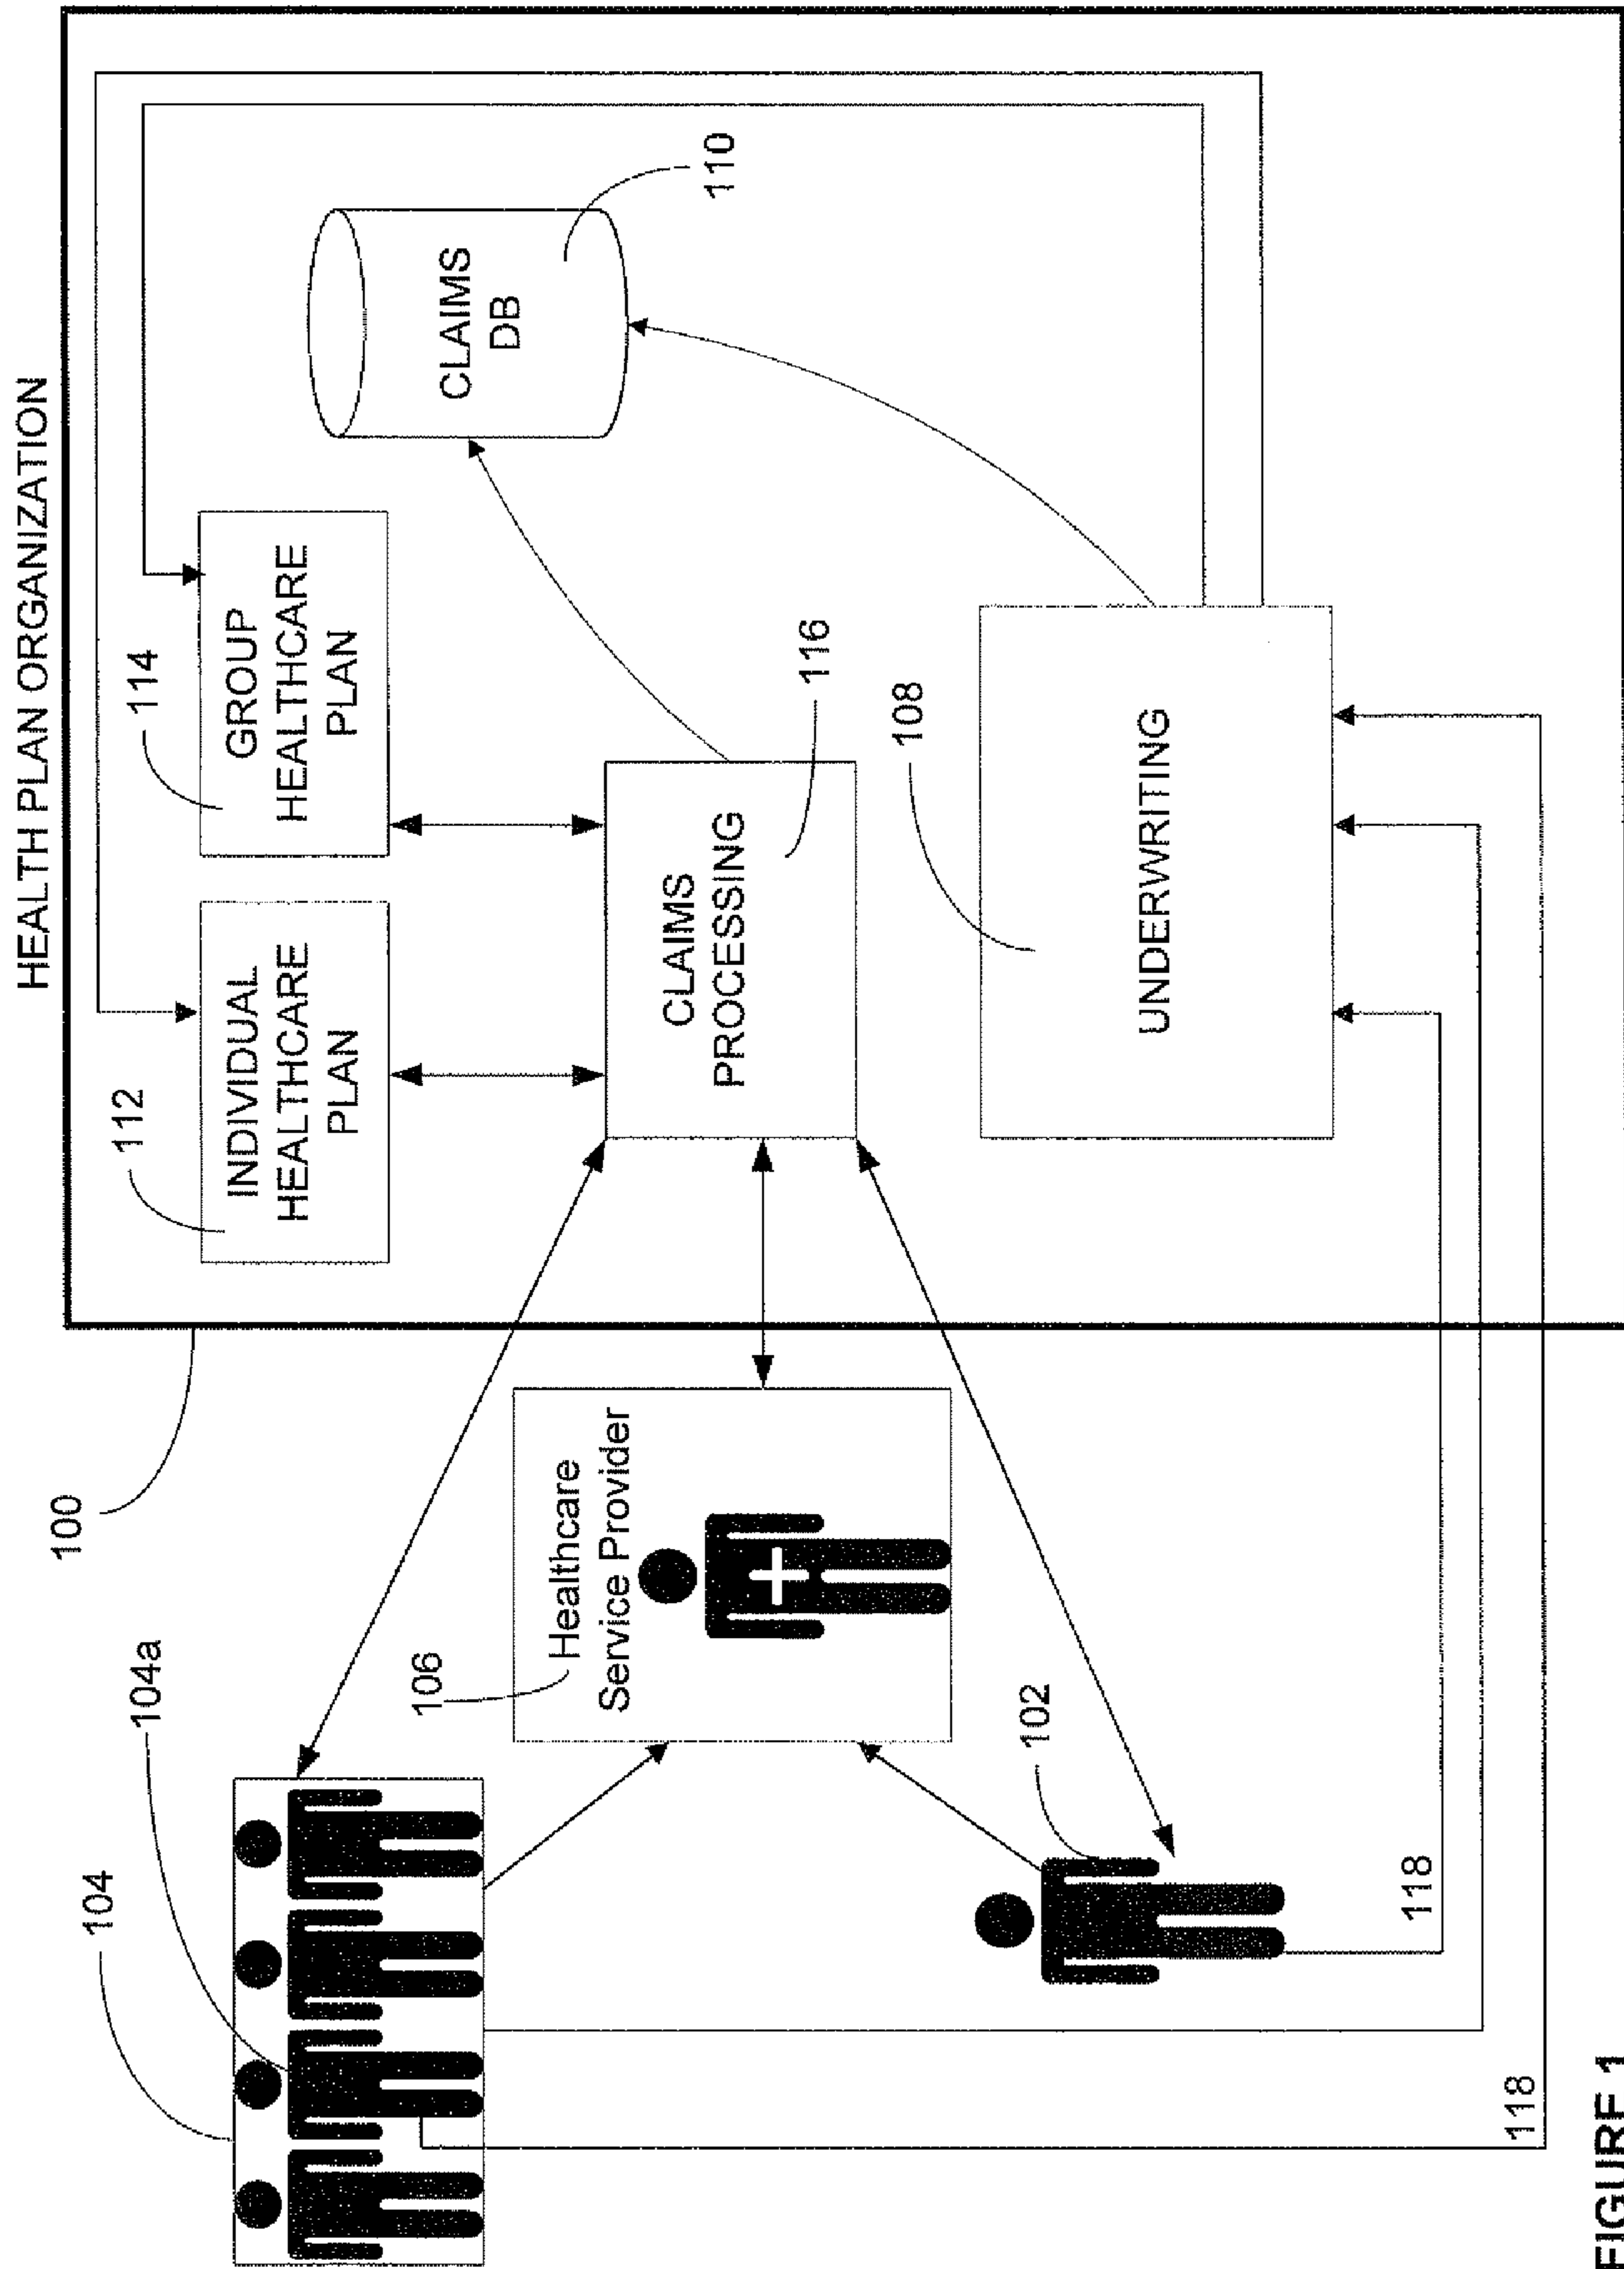 HEALTH PLAN ORGANIZATION
100
112
INDIVIDUAL
HEALTHCARE
PLAN
114
GROUP
HEALTHCARE
PLAN
CLAIMS
DB
110
104
104a
106
Healthcare
Service Provider
CLAIMS
PROCESSING
116
102
108
UNDERWRITING
118
118
FIGURE 1